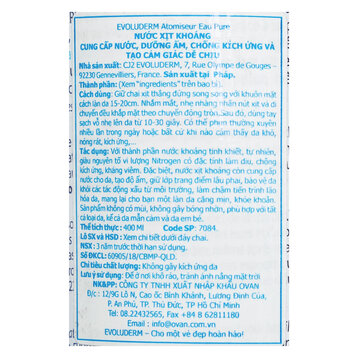 EVOLUDERM Atomiseur Eau Pure
NƯỚC XỊT KHOÁNG
CUNG CẤP NƯỚC, DƯỠNG ẨM, CHỐNG KÍCH ỨNG VÀ
TẠO CẢM GIÁC DỄ CHỊU
Nhà sản xuất: CJ2 EVOLUDERM, 7, Rue Olympe de Gouges –
92230 Gennevilliers, France. Sản xuất tại Pháp.
Thành phần: (Xem "ingredients" trên bao bì).
Cách dùng: Giữ chai xịt thẳng đứng song song với khuôn mặt
cách làn da 15-20cm. Nhắm mắt, nhẹ nhàng nhấn nút xịt và di
chuyển đều khắp mặt theo chuyển động tròn. Sau đó, dùng tay
sạch vỗ nhẹ lên da từ 10-30 giây. Có thể phun thường xuyên
nhiều lần trong ngày hoặc bất cứ khi nào cảm thấy da khô,
nóng rát, kích ứng,...
Tác dụng: Với thành phần nước khoáng tinh khiết, tự nhiên,
giàu nguyên tố vi lượng Nitrogen có đặc tính làm dịu, chống
kích ứng, kháng viêm. Đặc biệt, nước xịt khoáng còn cung cấp
nước cho da, tạo độ ẩm, giữ lớp trang điểm lâu phai, bảo vệ da
khỏi các tác động xấu từ môi trường, làm chậm tiến trình lão
hóa da, mang lại cho bạn một làn da căng mịn, khỏe khoắn.
Sản phẩm không có mùi, không gây bóng nhờn, phù hợp với tất
cả loại da, kể cả da mẫn cảm và da em bé.
Thể tích thực: 400 Ml Code SP: 7084.
Lô SX và HSD: Xem chi tiết dưới đáy chai.
NSX: 3 năm trước thời hạn sử dụng.
Số ĐKCL: 60905/18/CBMP-QLD.
Chỉ tiêu chất lượng: Không gây kích ứng da
Lưu ý sử dụng: Để ở nơi khô ráo, tránh ánh nắng mặt trời
NK&PP: CÔNG TY TNHH XUẤT NHẬP KHẨU OVAN
Đ/c : 12/9G Lô N, Cao ốc Bình Khánh, Lương Định Của,
P. An Phú, TP. Thủ Đức, TP Hồ Chí Minh
Tel: 08.22432565, Fax +84 8 62811180
Email : info@ovan.com.vn
EVOLUDERM – Cho một vẻ đẹp hoàn hảo!